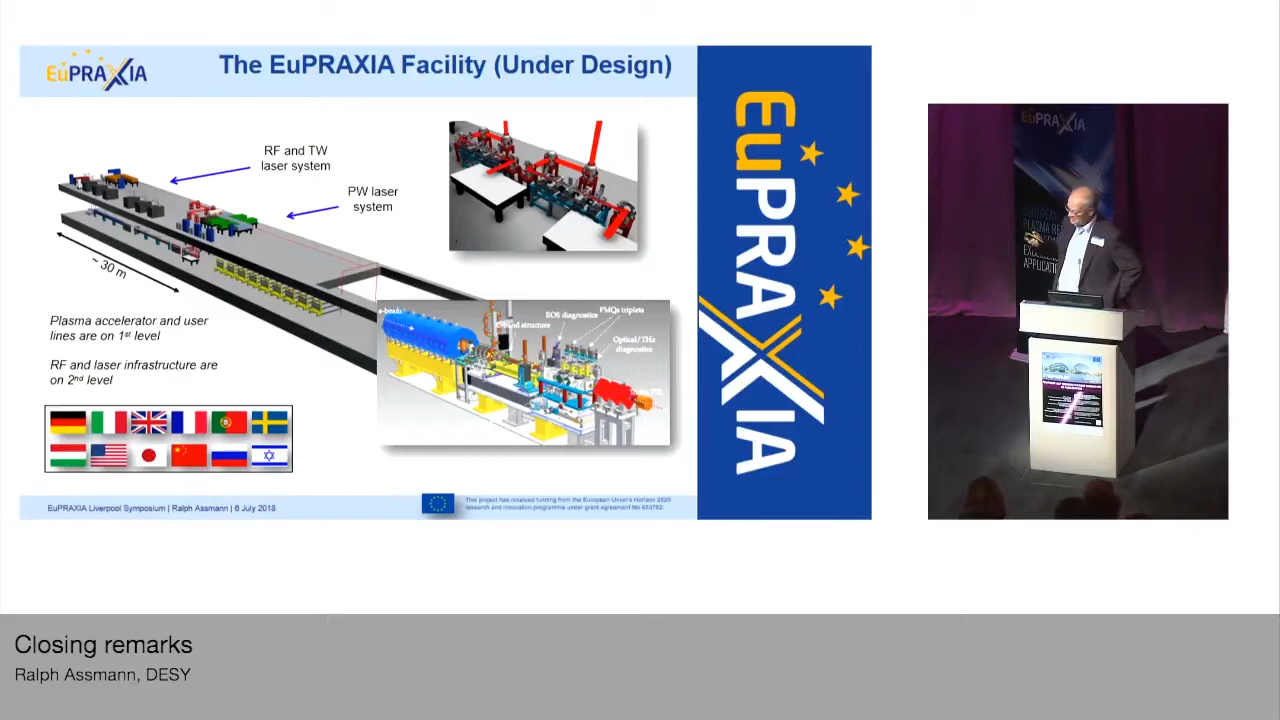 EuPRAXIA
The EuPRAXIA Facility (Under Design)
RF and TW
laser system
PW laser
system
~ 30 m
Plasma accelerator and user
lines are on 1st level
RF and laser infrastructure are
on 2nd level
EOS diagnostics
PMQs triplets
Optical/THz
diagnostics
EuPRAXIA Liverpool Symposium | Ralph Assmann | 6 July 2018
This project has received funding from the European Union's Horizon 2020
research and innovation programme under grant agreement No 653782.
EuPRAXIA
EuPRAXIA
EUROPEAN
Closing remarks
Ralph Assmann, DESY